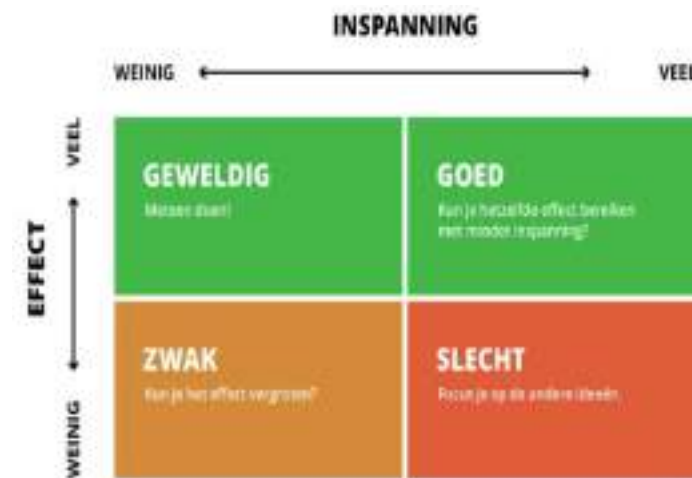 INSPANNING
WEINIG
VEEL
VEEL
EFFECT
WEINIG
GEWELDIG
Meteen doen!
GOED
Kun je hetzelfde effect bereiken
met minder inspanning?
ZWAK
Kun je het effect vergroten?
SLECHT
Focus je op de andere ideeën.